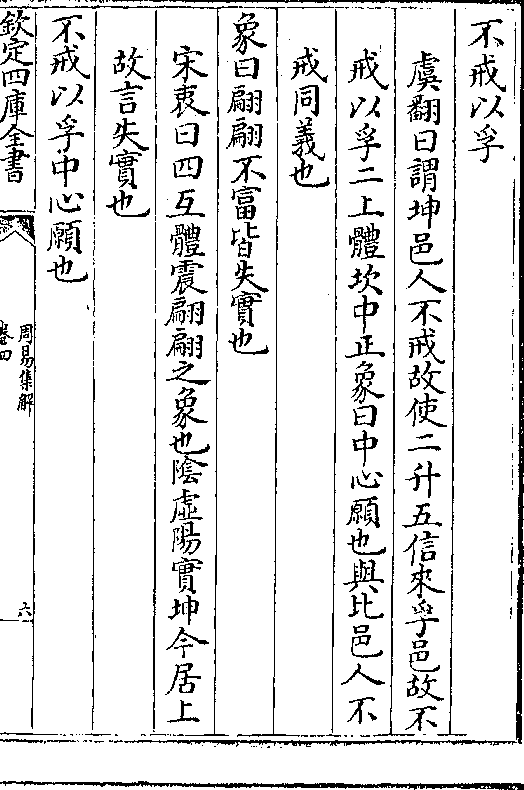 不戒以孚
虞翻曰謂坤邑人不戒故使二升五信來孚邑故不
戒以孚二上體坎中正象曰中心願也與比邑人不
戒同義也
象曰翩翩不富皆失實也
宋衷曰四互體震翩翩之象也陰虛陽實坤今居上
故言失實也
不戒以孚中心願也
欽定四庫全書
周易集解
卷四
六